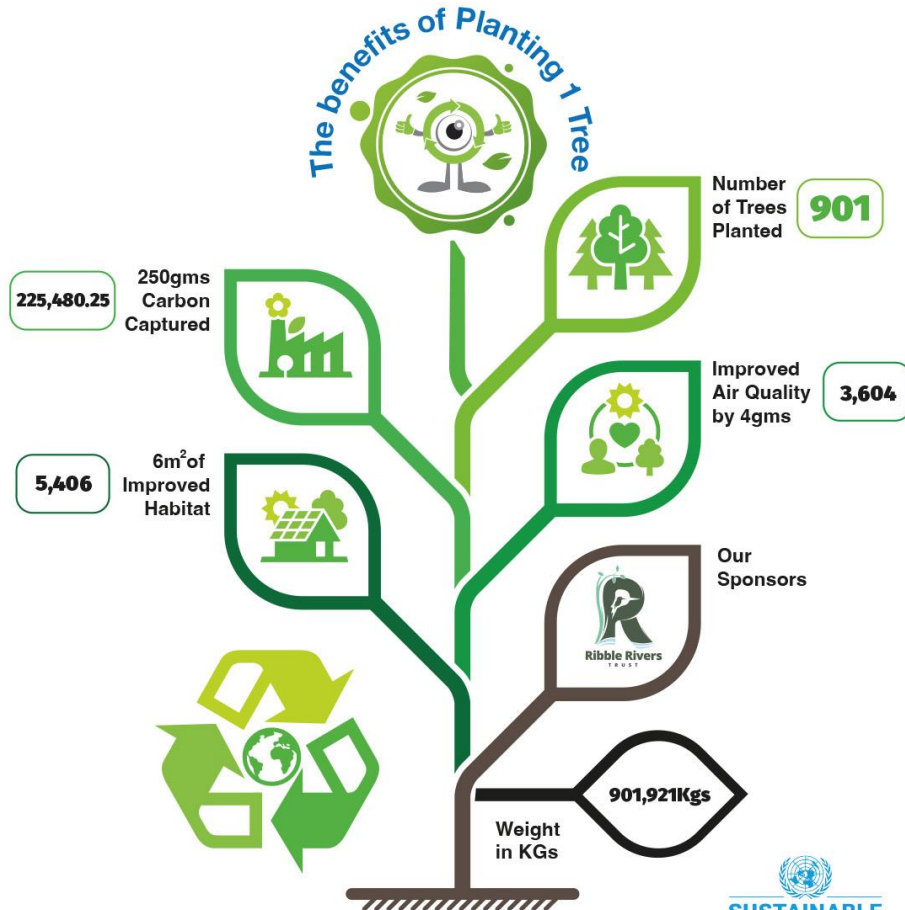 The benefits of Planting 1 Tree
Number
of Trees
Planted
901
225,480.25
250gms
Carbon
Captured
Improved
Air Quality
by 4gms
3,604
5,406
6m²of
Improved
Habitat
Our
Sponsors
R
Ribble Rivers
TRUST
901,921Kgs
Weight
in KGs
SUSTAINABLE